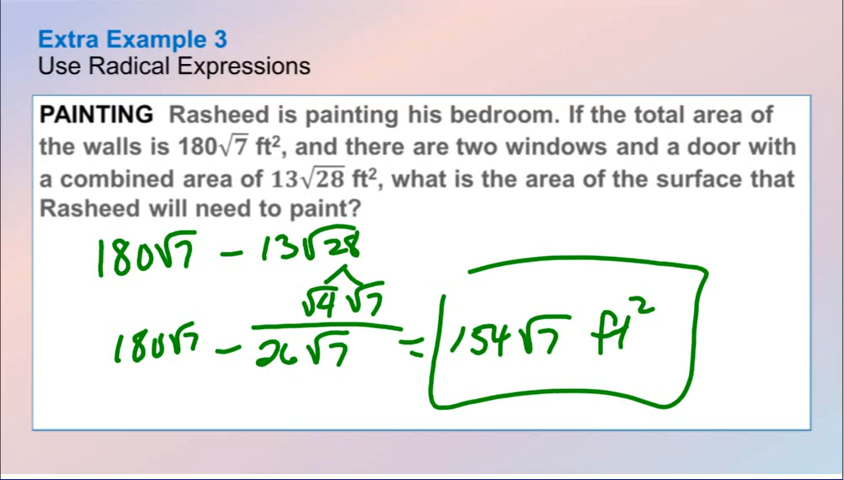 Extra Example 3
Use Radical Expressions
PAINTING Rasheed is painting his bedroom. If the total area of
the walls is 180√7 ft², and there are two windows and a door with
a combined area of 13√28 ft², what is the area of the surface that
Rasheed will need to paint?
180√7 − 13√28
√4 √7
180√7 − 26√7 = 154√7 ft²